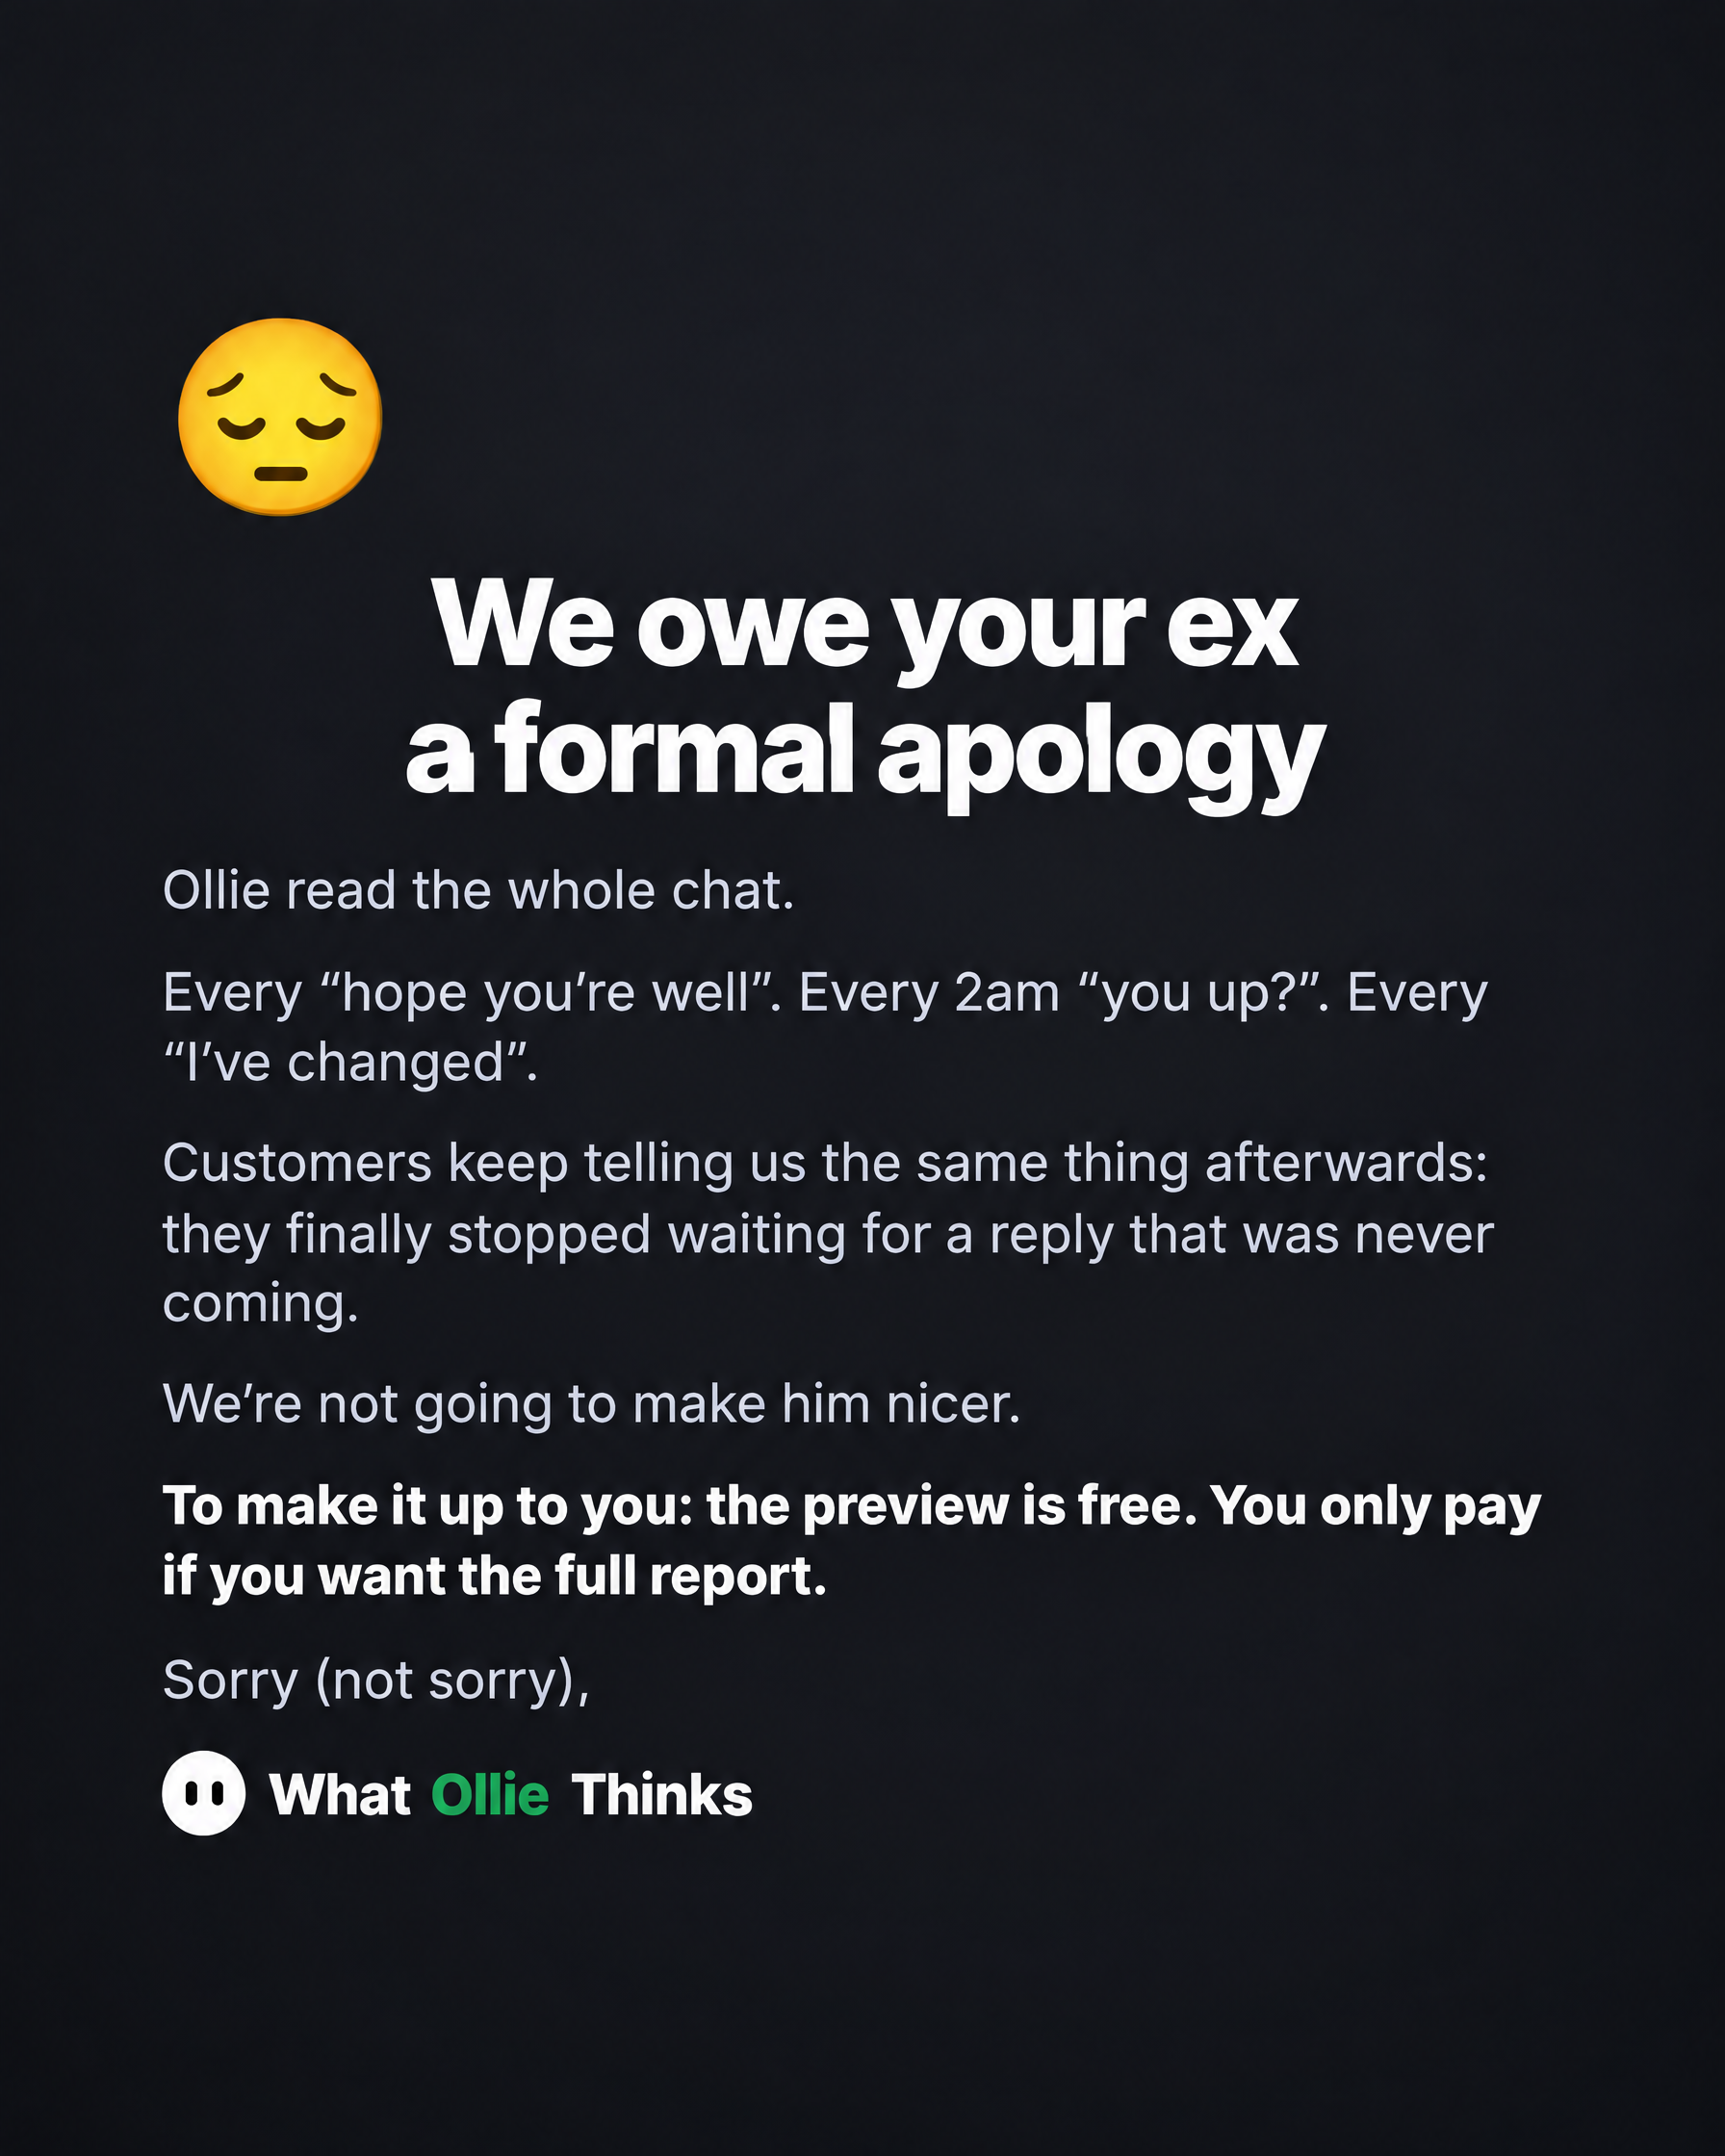 We owe your ex
a formal apology
Ollie read the whole chat.
Every “hope you’re well”. Every 2am “you up?”. Every
“I’ve changed”.
Customers keep telling us the same thing afterwards:
they finally stopped waiting for a reply that was never
coming.
We’re not going to make him nicer.
To make it up to you: the preview is free. You only pay
if you want the full report.
Sorry (not sorry),
What Ollie Thinks